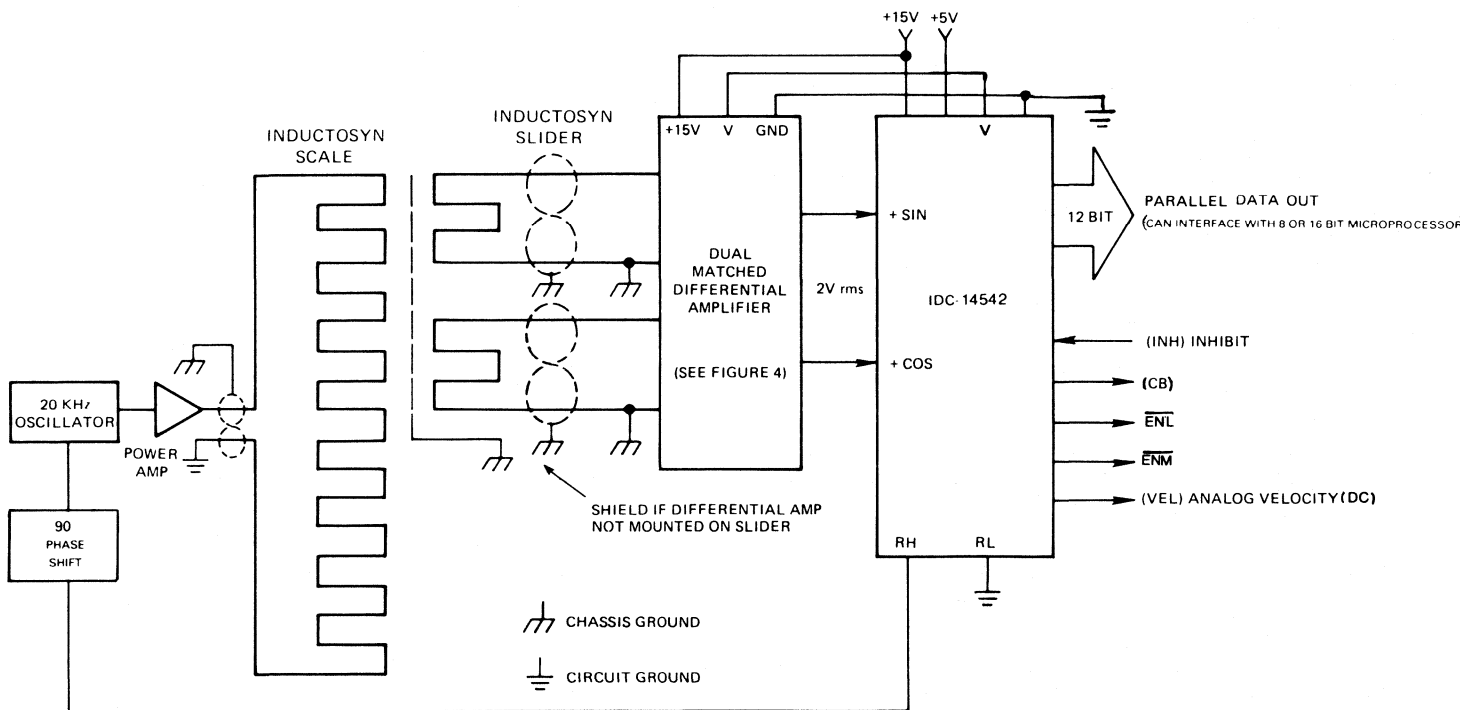 +15V +5V
INDUCTOSYN
SCALE
INDUCTOSYN
SLIDER
+15V V GND
V
DUAL
MATCHED
DIFFERENTIAL
AMPLIFIER
(SEE FIGURE 4)
+ SIN
2V rms
+ COS
IDC-14542
12 BIT
PARALLEL DATA OUT
(CAN INTERFACE WITH 8 OR 16 BIT MICROPROCESSOR
(INH) INHIBIT
(CB)
ENL
ENM
(VEL) ANALOG VELOCITY(DC)
RH RL
20 KHz
OSCILLATOR
POWER
AMP
90
PHASE
SHIFT
SHIELD IF DIFFERENTIAL AMP
NOT MOUNTED ON SLIDER
CHASSIS GROUND
CIRCUIT GROUND